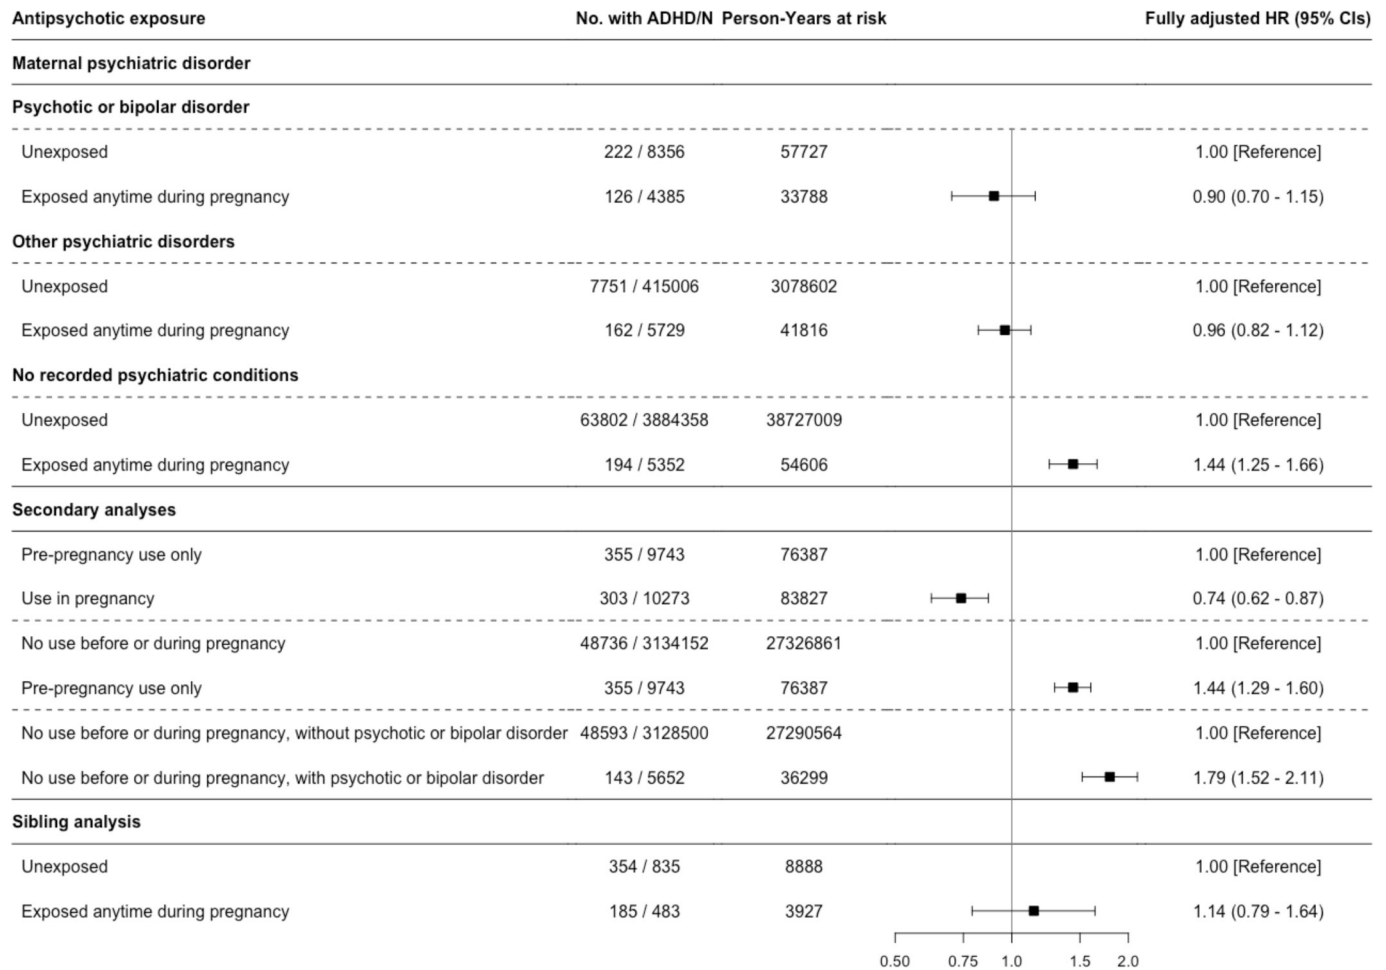 Antipsychotic exposure No. with ADHD/N Person-Years at risk Fully adjusted HR (95% CIs)
Maternal psychiatric disorder
Psychotic or bipolar disorder
Unexposed 222 / 8356 57727 1.00 [Reference]
Exposed anytime during pregnancy 126 / 4385 33788 0.90 (0.70 - 1.15)
Other psychiatric disorders
Unexposed 7751 / 415006 3078602 1.00 [Reference]
Exposed anytime during pregnancy 162 / 5729 41816 0.96 (0.82 - 1.12)
No recorded psychiatric conditions
Unexposed 63802 / 3884358 38727009 1.00 [Reference]
Exposed anytime during pregnancy 194 / 5352 54606 1.44 (1.25 - 1.66)
Secondary analyses
Pre-pregnancy use only 355 / 9743 76387 1.00 [Reference]
Use in pregnancy 303 / 10273 83827 0.74 (0.62 - 0.87)
No use before or during pregnancy 48736 / 3134152 27326861 1.00 [Reference]
Pre-pregnancy use only 355 / 9743 76387 1.44 (1.29 - 1.60)
No use before or during pregnancy, without psychotic or bipolar disorder 48593 / 3128500 27290564 1.00 [Reference]
No use before or during pregnancy, with psychotic or bipolar disorder 143 / 5652 36299 1.79 (1.52 - 2.11)
Sibling analysis
Unexposed 354 / 835 8888 1.00 [Reference]
Exposed anytime during pregnancy 185 / 483 3927 1.14 (0.79 - 1.64)
0.50 0.75 1.0 1.5 2.0